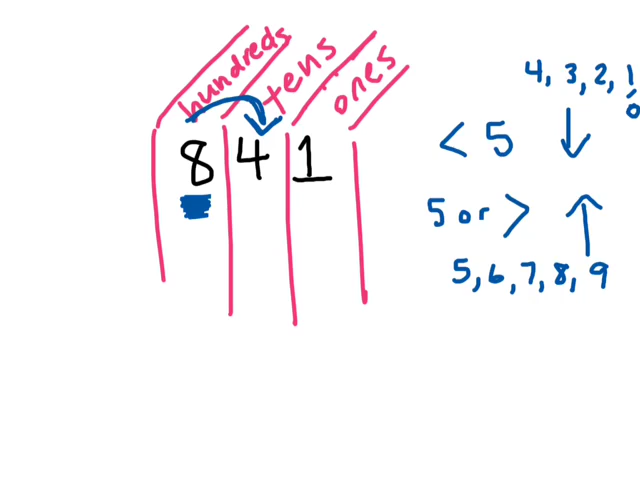 hundreds
tens
ones
8 4 1
4, 3, 2, 1, 0
< 5 ↓
5 or > ↑
5, 6, 7, 8, 9